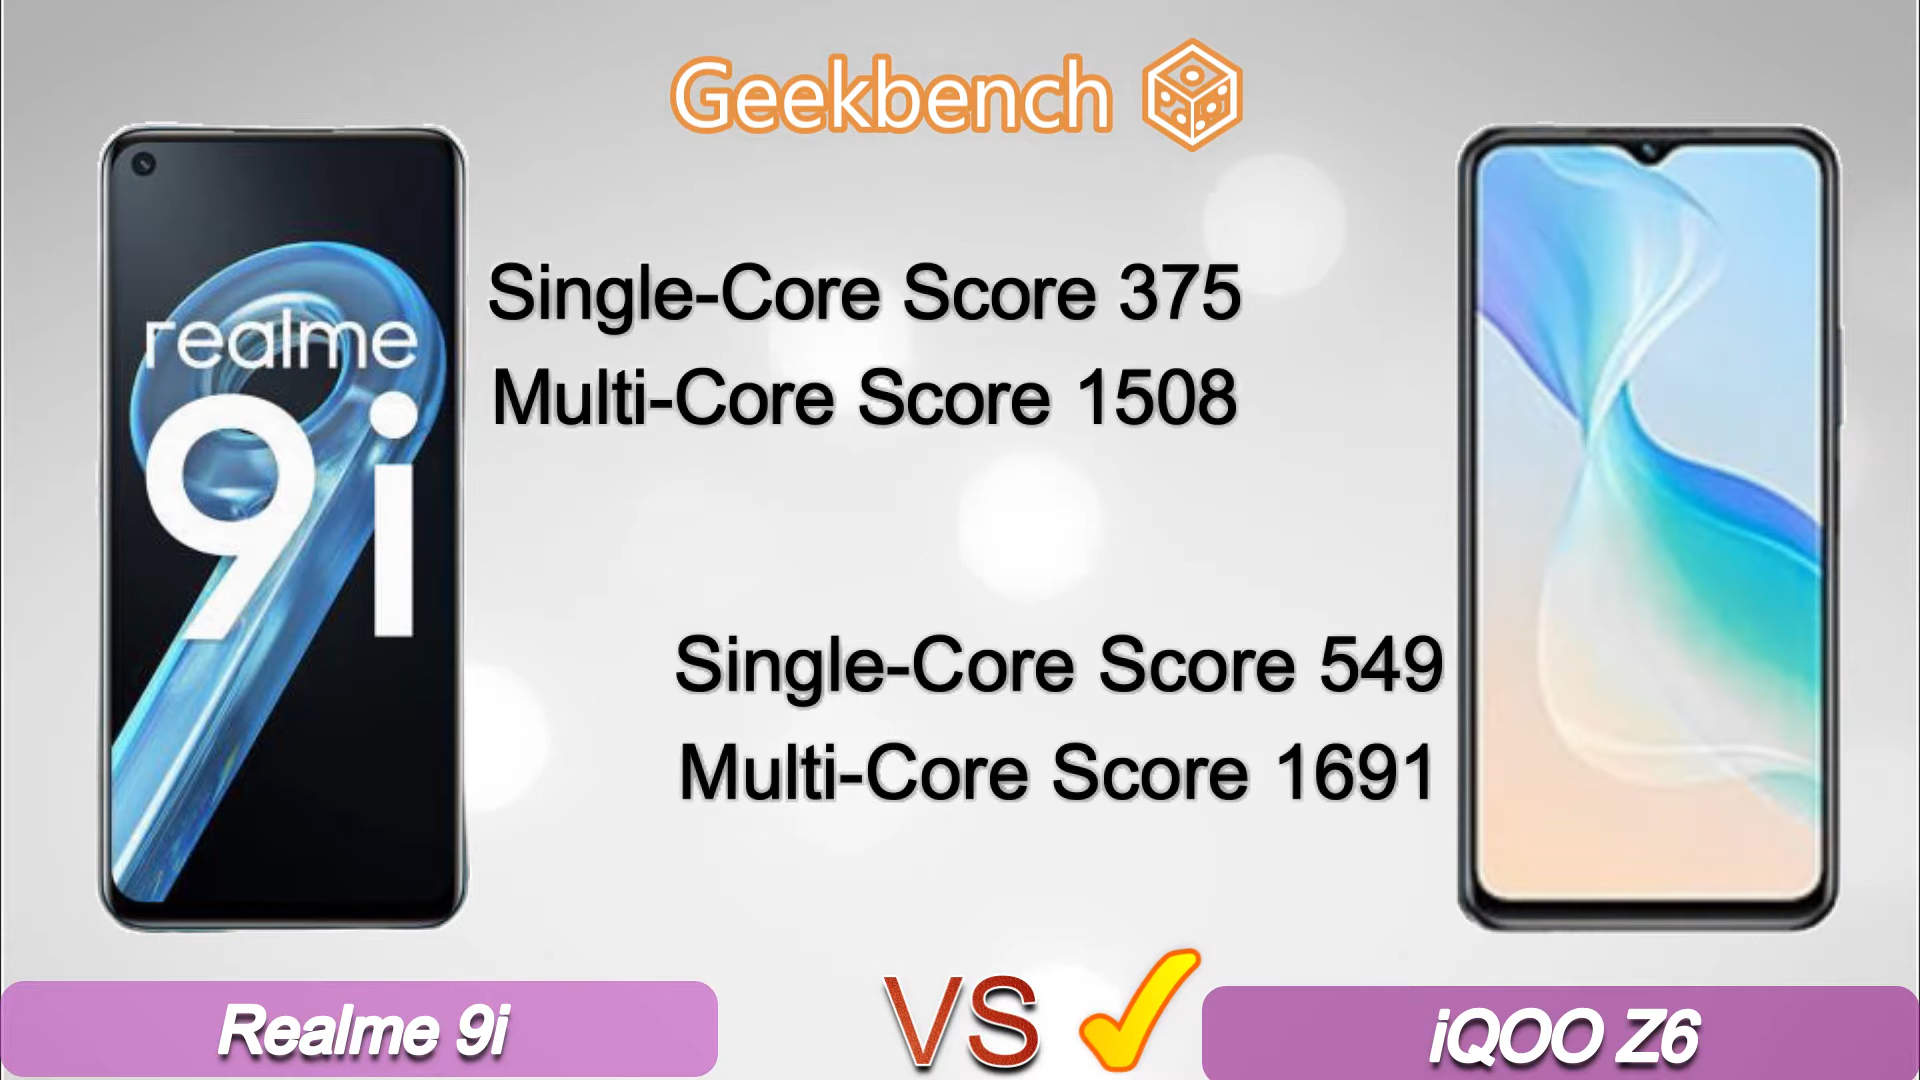 Geekbench
realme
9i
Single-Core Score 375
Multi-Core Score 1508
Single-Core Score 549
Multi-Core Score 1691
Realme 9i
VS
iQOO Z6